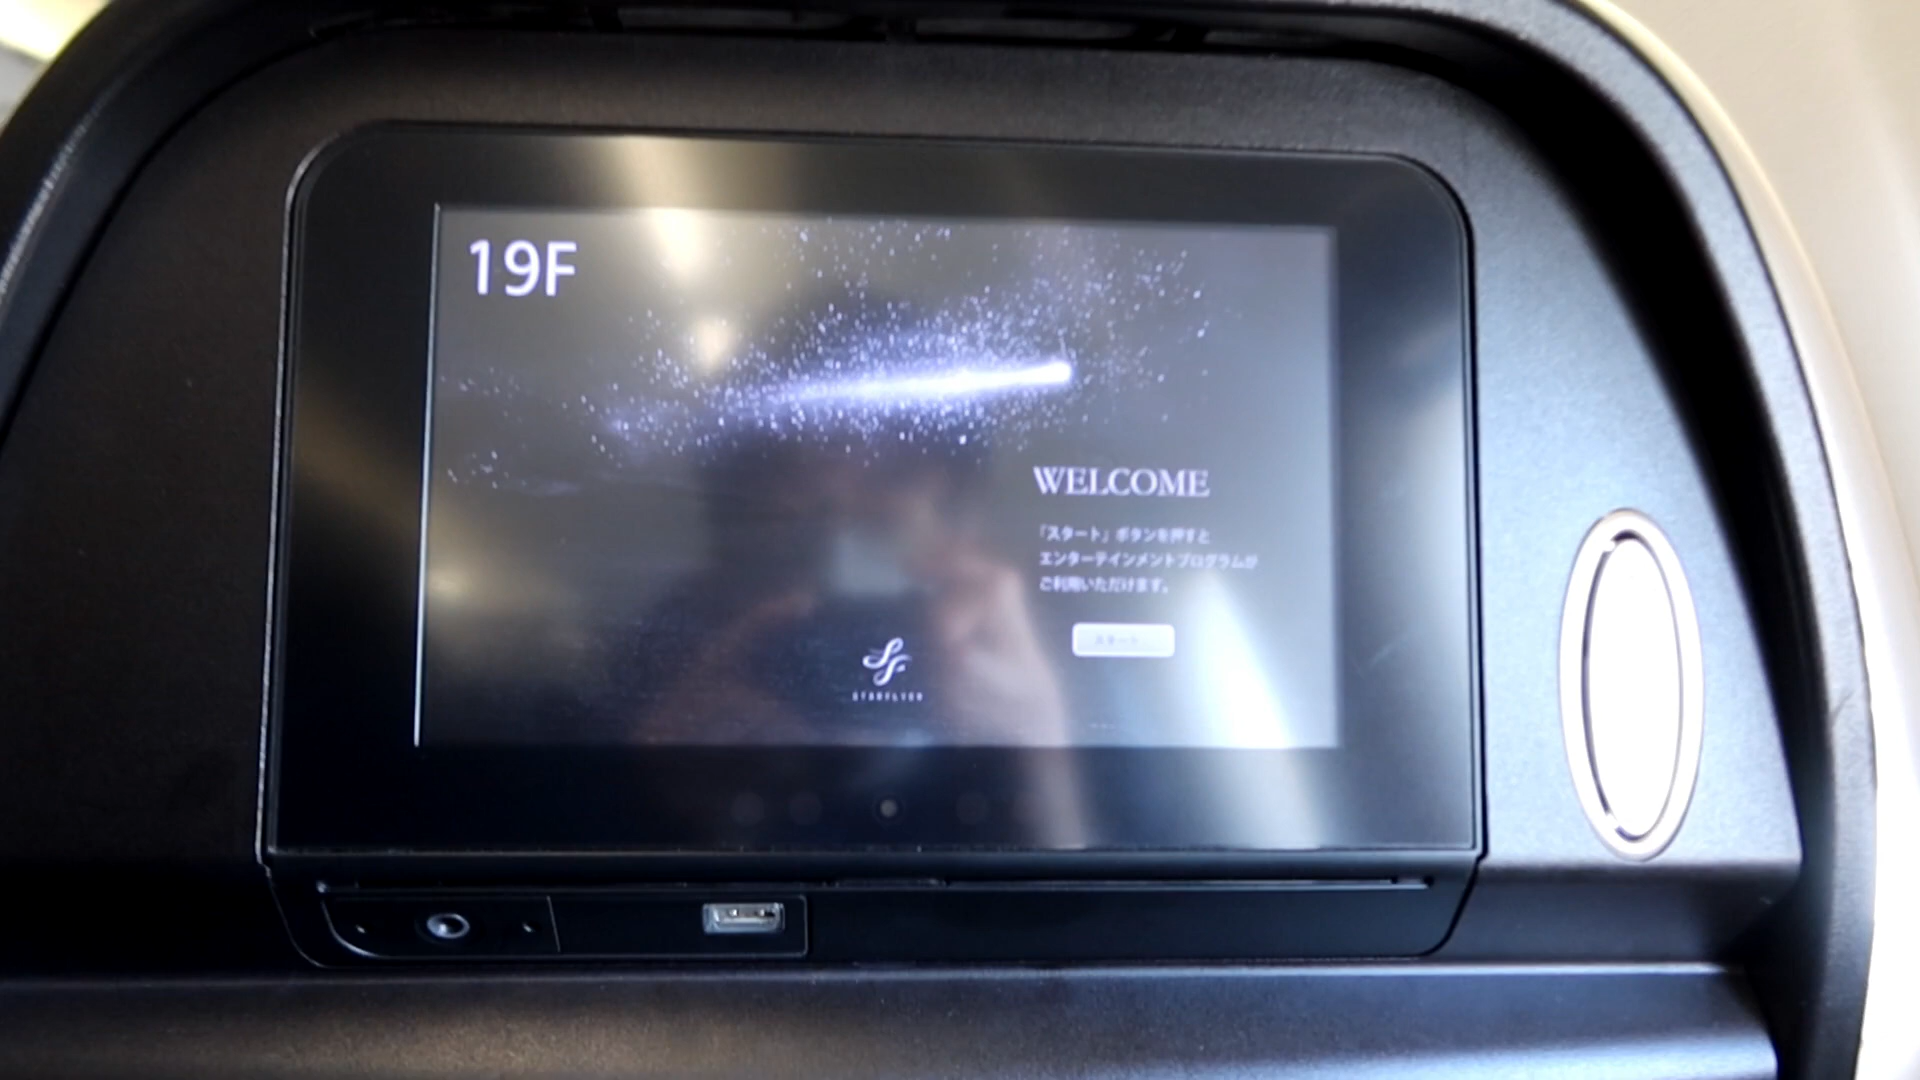 19F
WELCOME
「スタート」ボタンを押すと
エンターテインメントプログラムが
ご利用いただけます。
スタート
STARFLYER